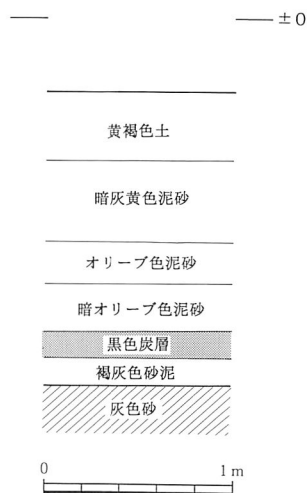 ±0
黄褐色土
暗灰黄色泥砂
オリーブ色泥砂
暗オリーブ色泥砂
黒色炭層
褐灰色砂泥
灰色砂
0 1m